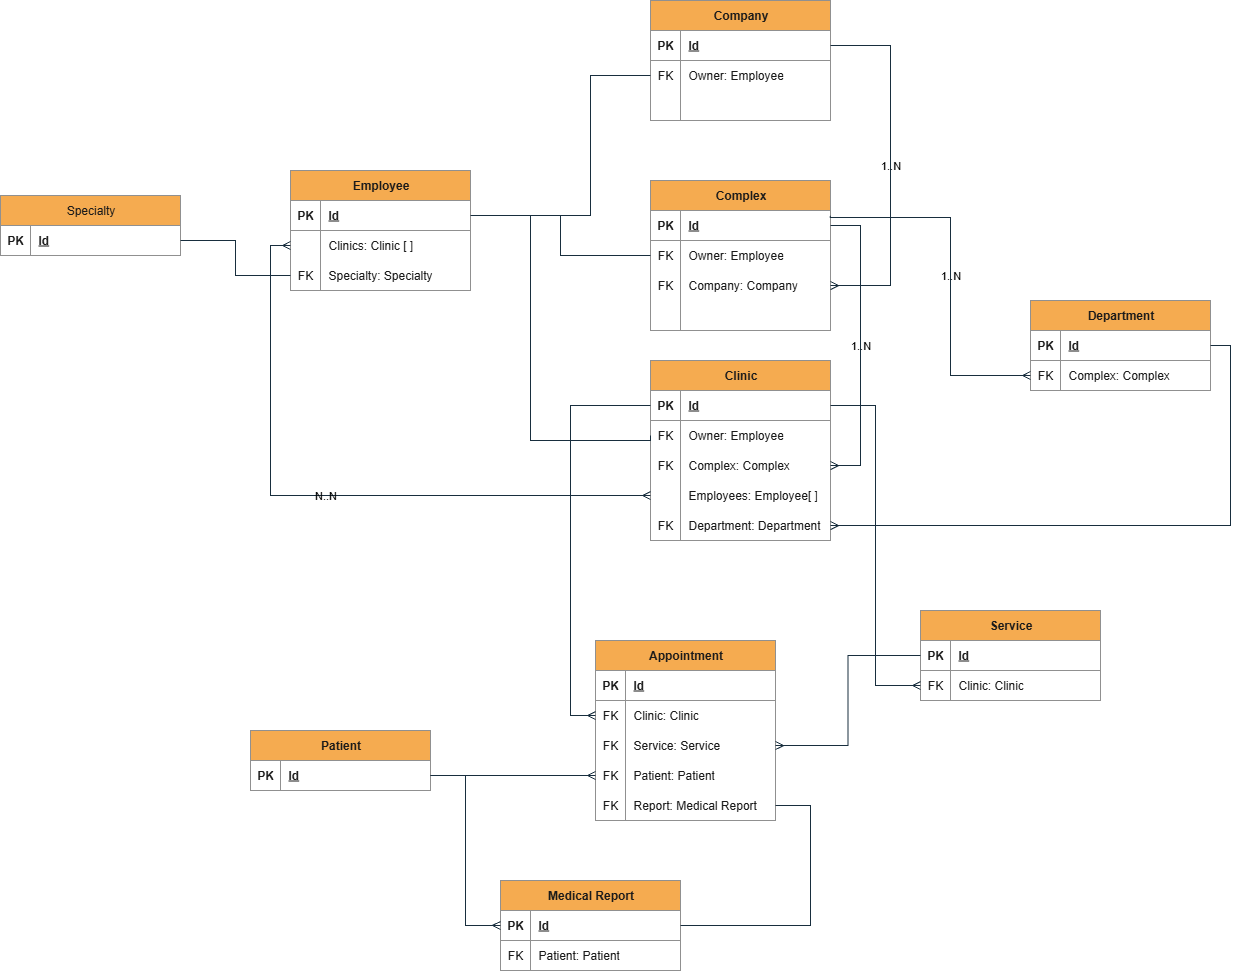 Company
PK Id
FK Owner: Employee
1..N
Specialty
PK Id
Employee
PK Id
Clinics: Clinic [ ]
FK Specialty: Specialty
Complex
PK Id
FK Owner: Employee
FK Company: Company
1..N
1..N
Department
PK Id
FK Complex: Complex
Clinic
PK Id
FK Owner: Employee
FK Complex: Complex
Employees: Employee[ ]
FK Department: Department
N..N
Service
PK Id
FK Clinic: Clinic
Appointment
PK Id
FK Clinic: Clinic
FK Service: Service
FK Patient: Patient
FK Report: Medical Report
Patient
PK Id
Medical Report
PK Id
FK Patient: Patient